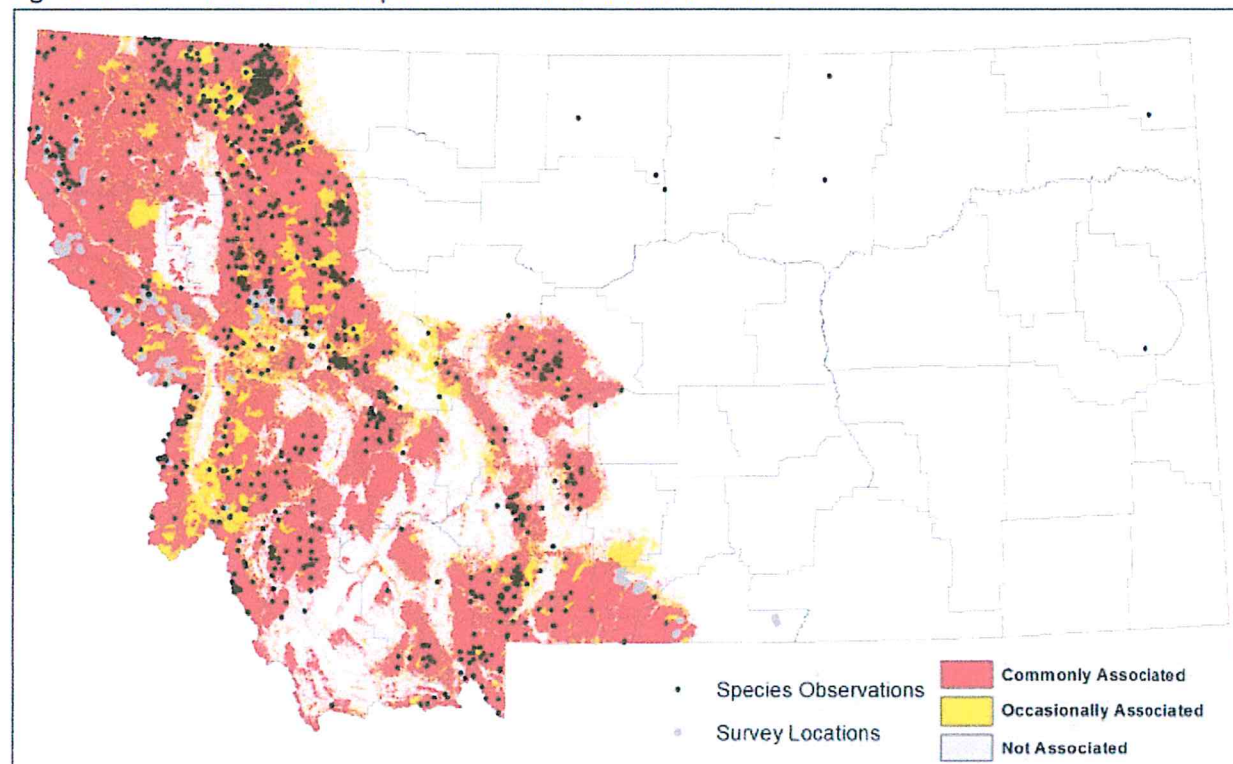 Species Observations
Survey Locations
Commonly Associated
Occasionally Associated
Not Associated